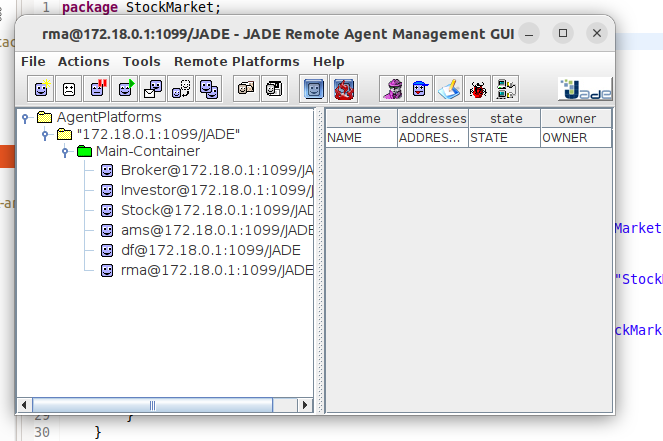 1 package StockMarket;
rma@172.18.0.1:1099/JADE - JADE Remote Agent Management GUI
File Actions Tools Remote Platforms Help
Jade
AgentPlatforms
"172.18.0.1:1099/JADE"
Main-Container
Broker@172.18.0.1:1099/JA
Investor@172.18.0.1:1099/
Stock@172.18.0.1:1099/JAD
ams@172.18.0.1:1099/JADE
df@172.18.0.1:1099/JADE
rma@172.18.0.1:1099/JADE
name addresses state owner
NAME ADDRES... STATE OWNER
Market
"Stock
ckMark
29 }
30 }